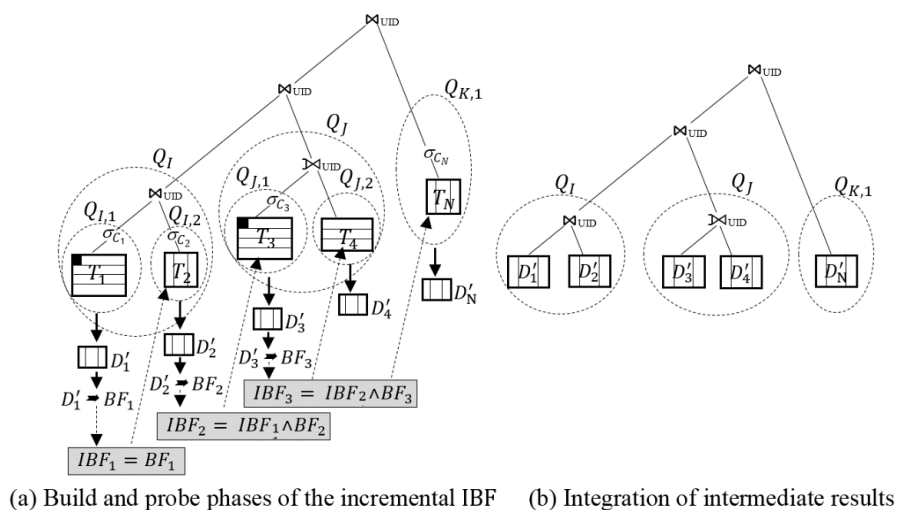 ⋈UID
⋈UID
⋈UID
Q_{K,1}
Q_J
Q_{K,1}
⋈UID
Q_I
⋊UID
σ_{C_N}
Q_{J,1}
Q_{J,2}
⋈UID
Q_I
Q_J
T_N
Q_{I,1}
Q_{I,2}
σ_{C_3}
σ_{C_1}
σ_{C_2}
⋈UID
⋊UID
T_3
T_4
T_1
T_2
D′_1
D′_2
D′_3
D′_4
D′_N
D′_N
D′_3
D′_4
D′_1
D′_2
D′_3 ➨ BF_3
D′_1 ➨ BF_1
D′_2 ➨ BF_2
IBF_3 = IBF_2 ∧ BF_3
IBF_2 = IBF_1 ∧ BF_2
IBF_1 = BF_1
(a) Build and probe phases of the incremental IBF
(b) Integration of intermediate results